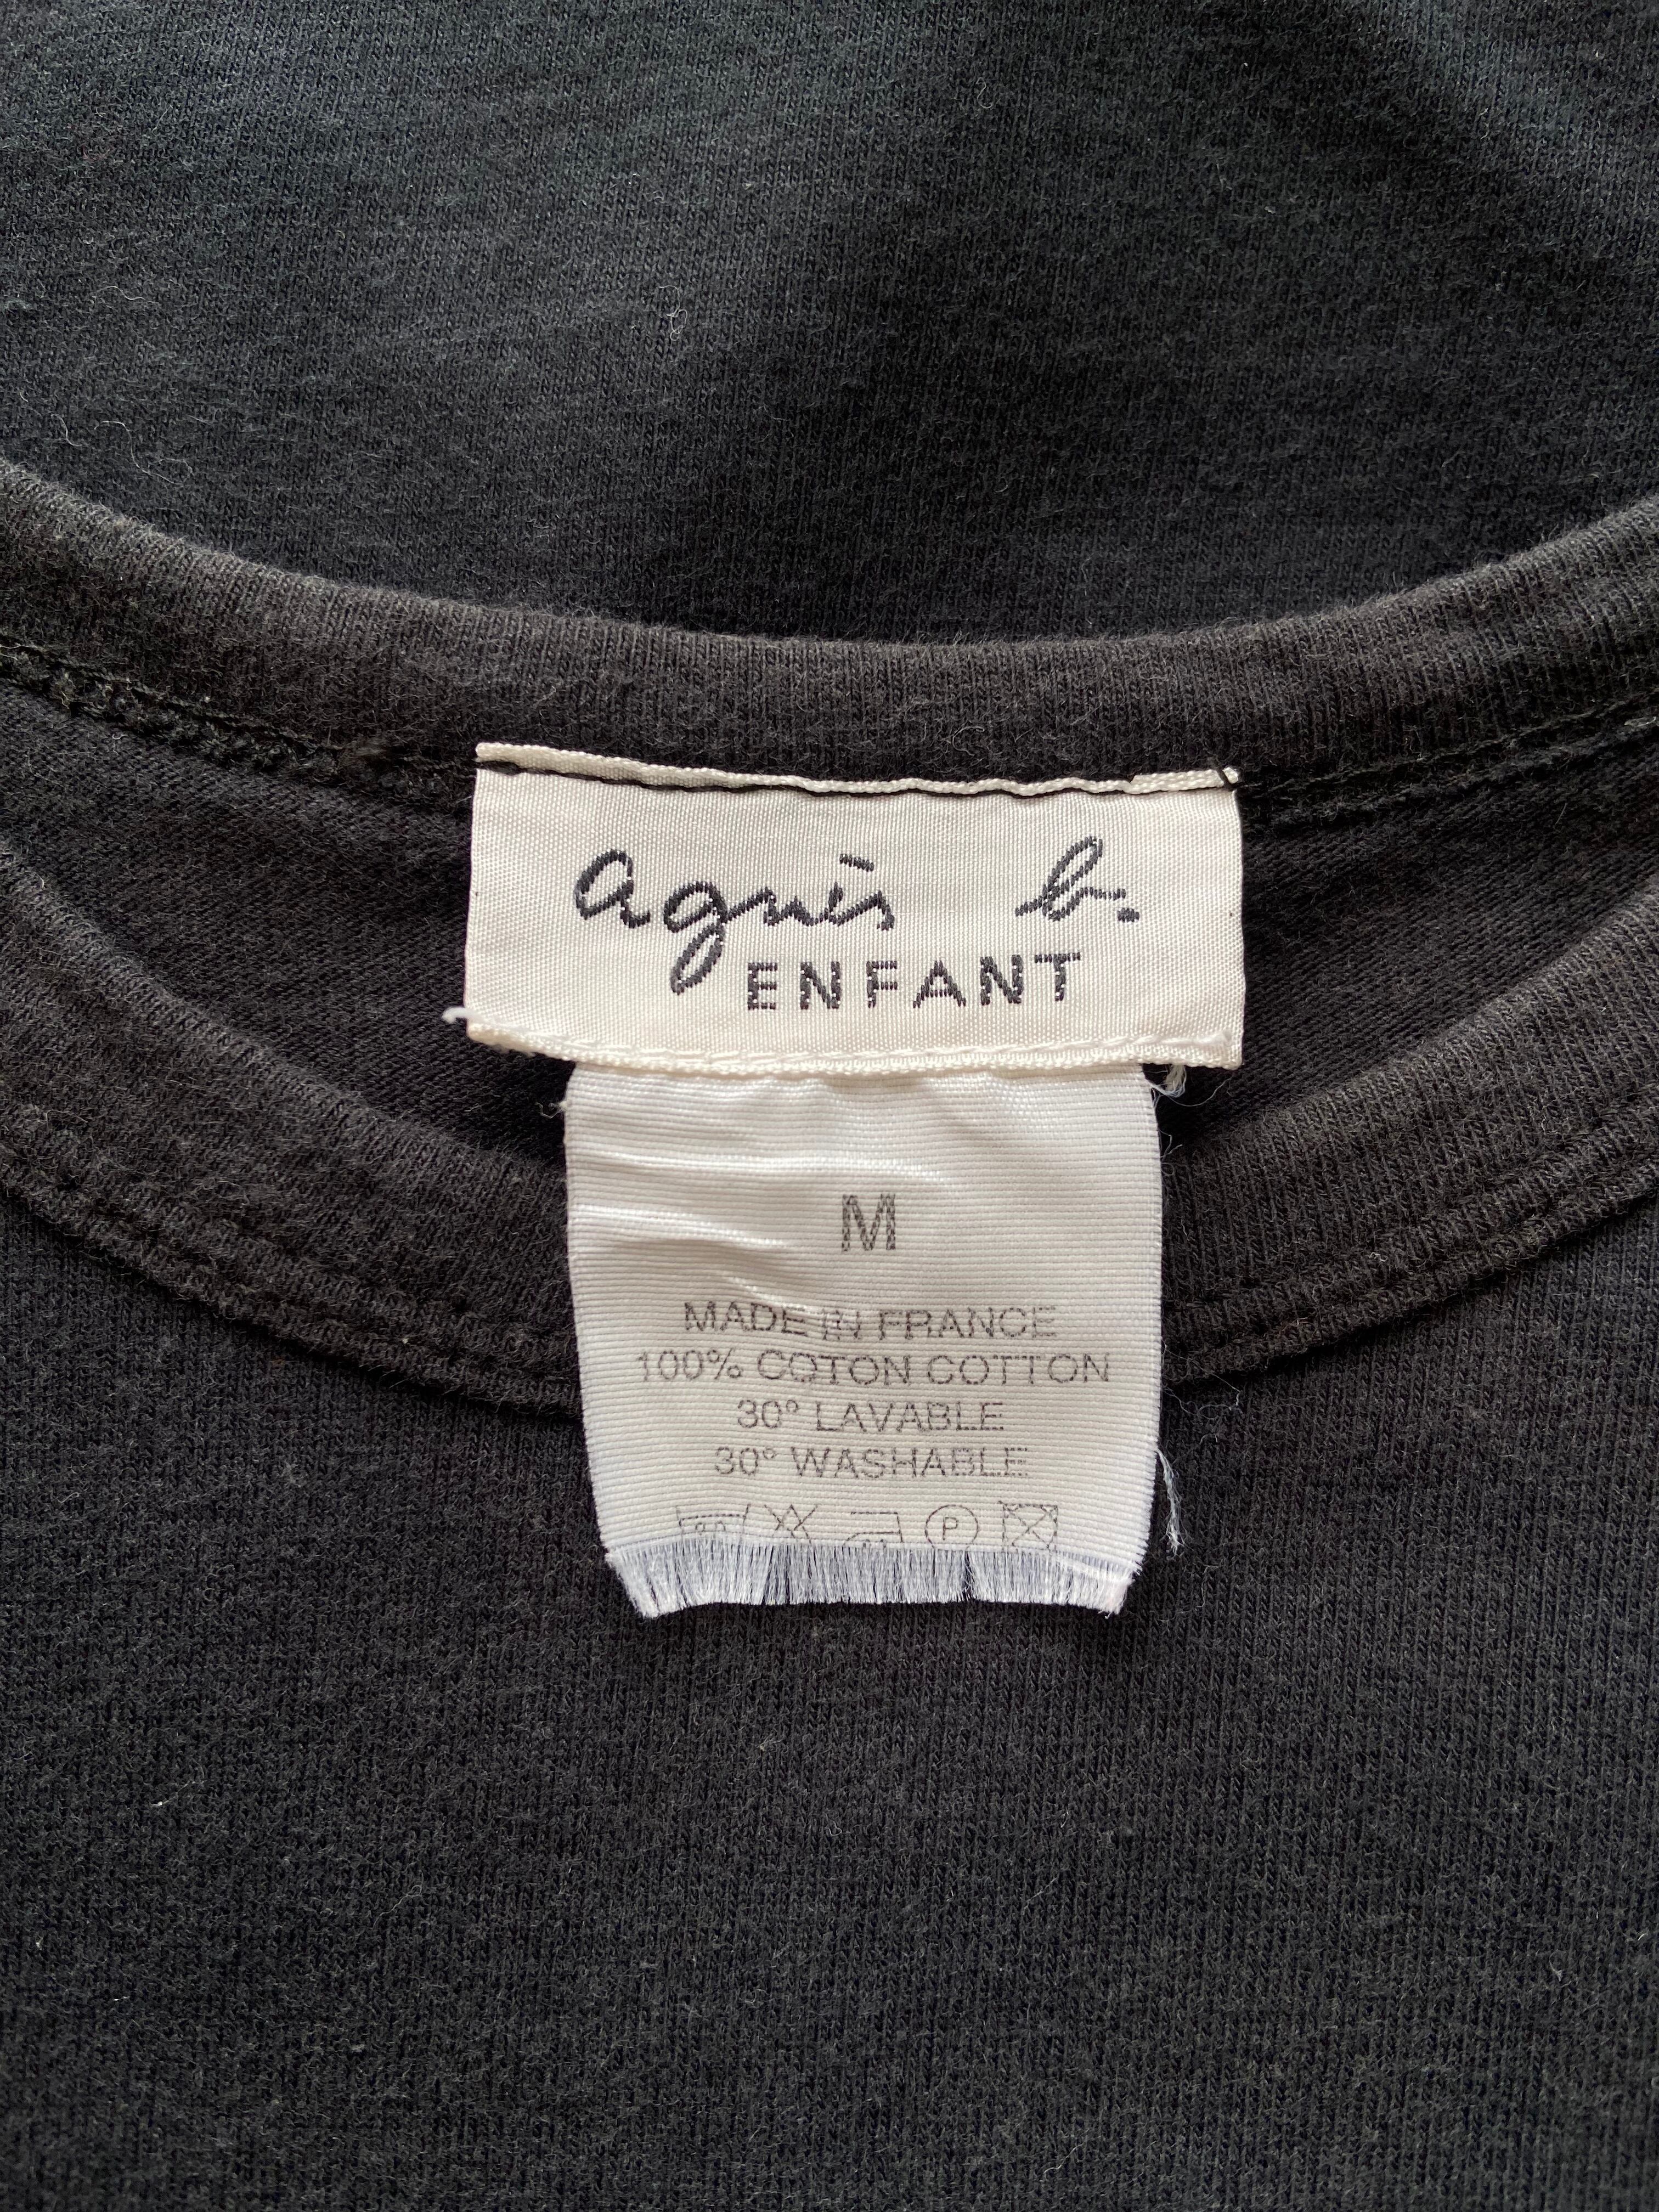 agnès b.
ENFANT
M
MADE IN FRANCE
100% COTON COTTON
30° LAVABLE
30° WASHABLE
P